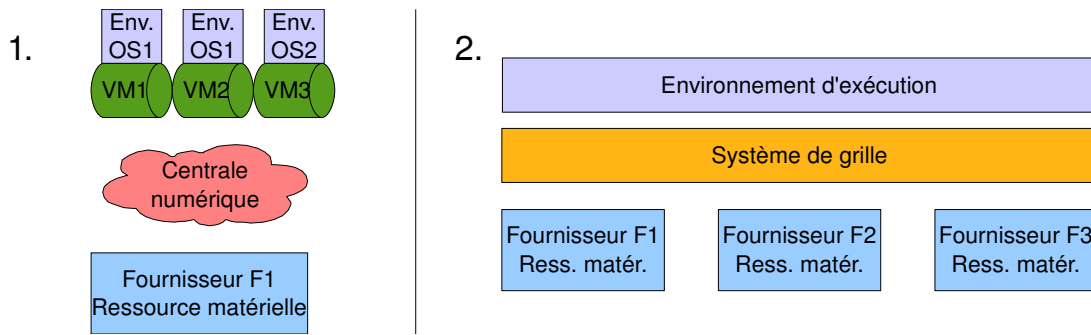 1.
Env.
OS1
Env.
OS1
Env.
OS2
VM1
VM2
VM3
Centrale
numérique
Fournisseur F1
Ressource matérielle
2.
Environnement d'exécution
Système de grille
Fournisseur F1
Ress. matér.
Fournisseur F2
Ress. matér.
Fournisseur F3
Ress. matér.